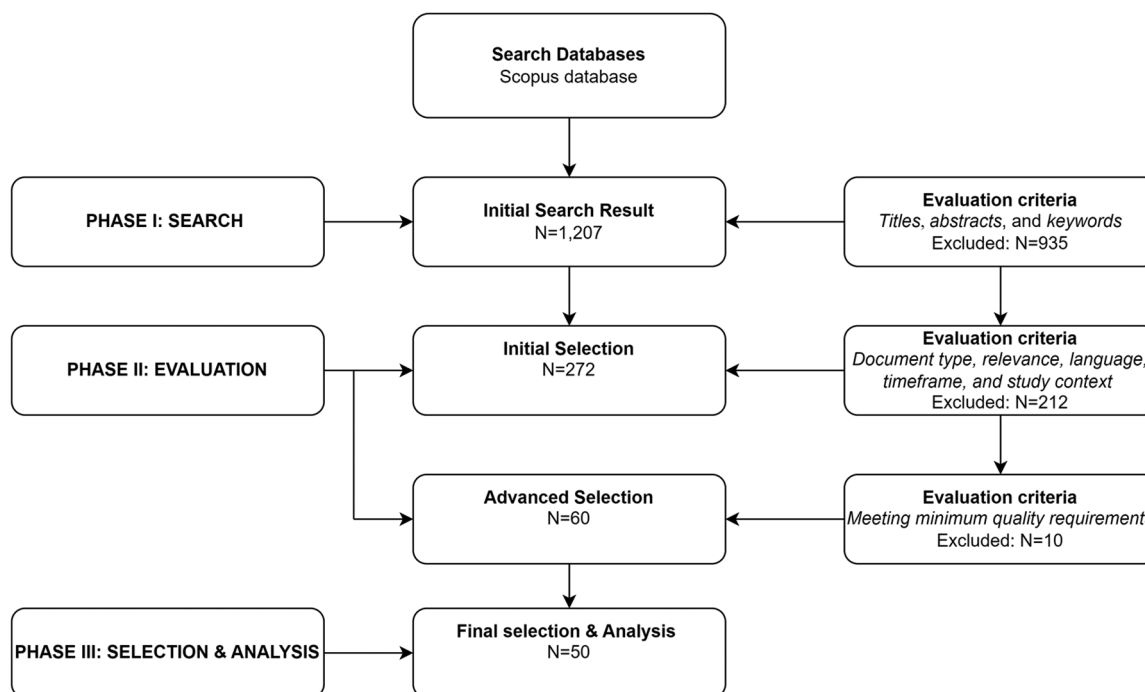 Search Databases
Scopus database
PHASE I: SEARCH
Initial Search Result
N=1,207
Evaluation criteria
Titles, abstracts, and keywords
Excluded: N=935
PHASE II: EVALUATION
Initial Selection
N=272
Evaluation criteria
Document type, relevance, language,
timeframe, and study context
Excluded: N=212
Advanced Selection
N=60
Evaluation criteria
Meeting minimum quality requirement
Excluded: N=10
PHASE III: SELECTION & ANALYSIS
Final selection & Analysis
N=50